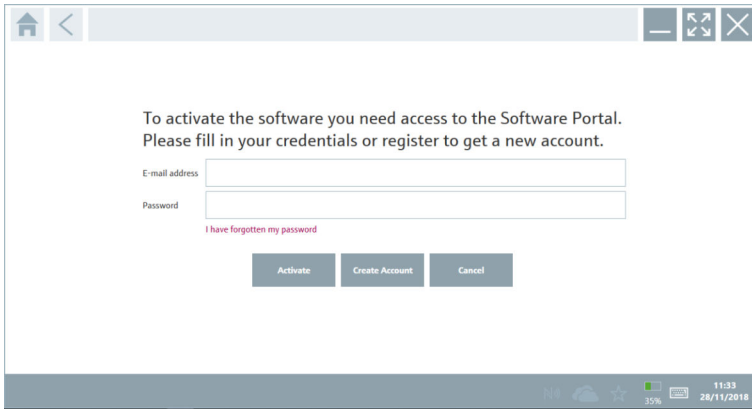 To activate the software you need access to the Software Portal.
Please fill in your credentials or register to get a new account.
E-mail address
Password
I have forgotten my password
Activate
Create Account
Cancel
35%
11:33
28/11/2018